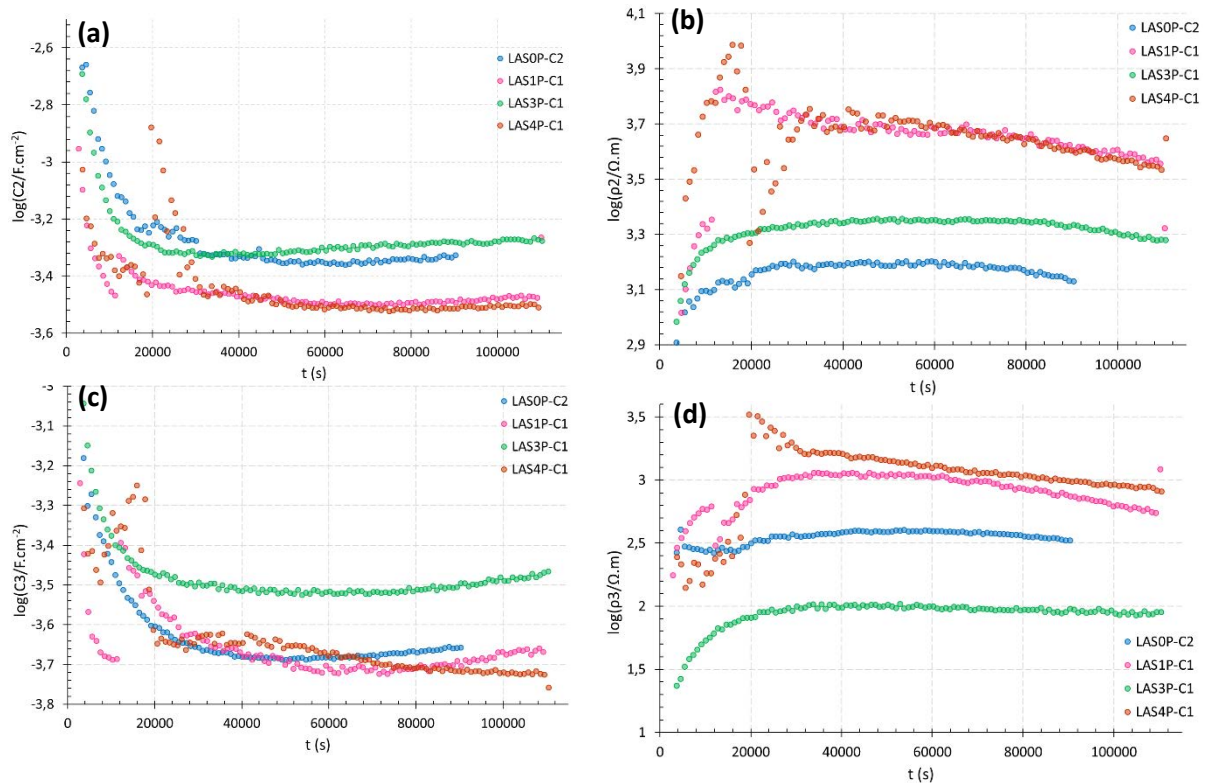 (a)
log(C2/F.cm⁻²)
-2,6
-2,8
-3
-3,2
-3,4
-3,6
0 20000 40000 60000 80000 100000
t (s)
LAS0P-C2
LAS1P-C1
LAS3P-C1
LAS4P-C1
(b)
log(ρ2/Ω.m)
4,1
3,9
3,7
3,5
3,3
3,1
2,9
0 20000 40000 60000 80000 100000
t (s)
LAS0P-C2
LAS1P-C1
LAS3P-C1
LAS4P-C1
(c)
log(C3/F.cm⁻²)
-3
-3,1
-3,2
-3,3
-3,4
-3,5
-3,6
-3,7
-3,8
0 20000 40000 60000 80000 100000
t (s)
LAS0P-C2
LAS1P-C1
LAS3P-C1
LAS4P-C1
(d)
log(ρ3/Ω.m)
3,5
3
2,5
2
1,5
1
0 20000 40000 60000 80000 100000
t (s)
LAS0P-C2
LAS1P-C1
LAS3P-C1
LAS4P-C1